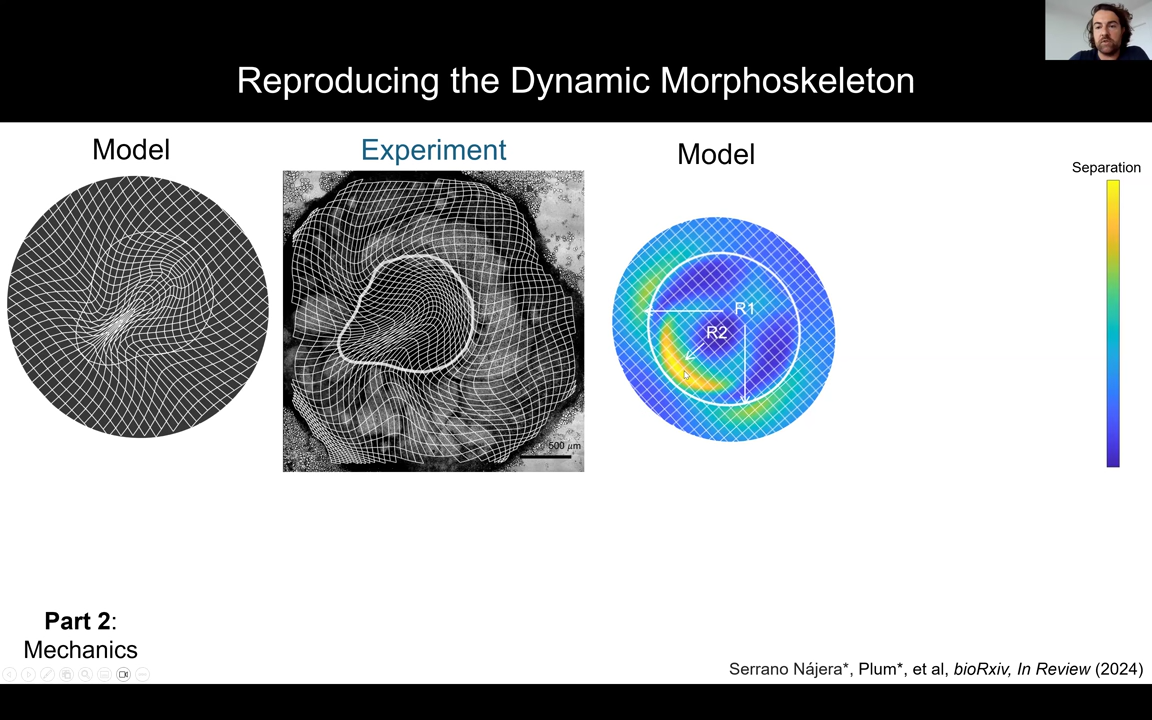 Reproducing the Dynamic Morphoskeleton
Model
Experiment
Model
Separation
R1
R2
500 μm
Part 2:
Mechanics
Serrano Nájera*, Plum*, et al, bioRxiv, In Review (2024)